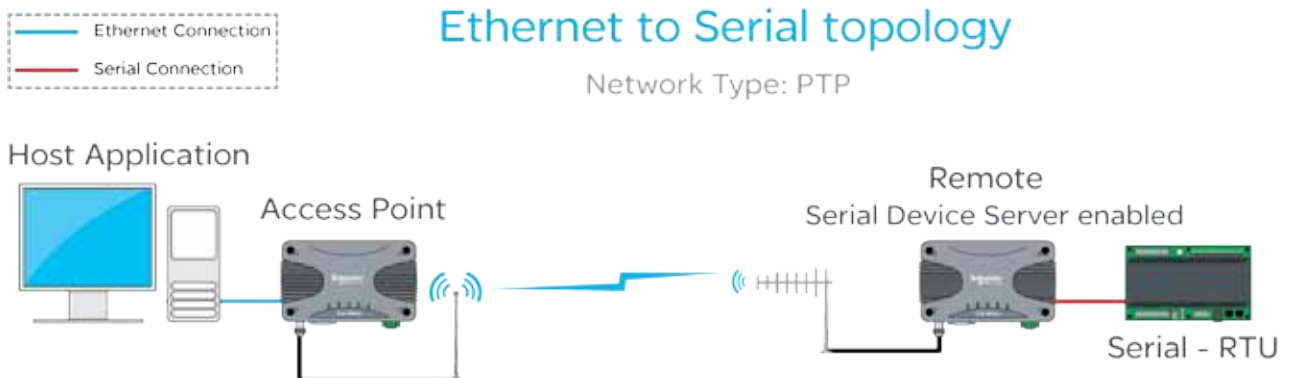 Ethernet Connection
Serial Connection
Ethernet to Serial topology
Network Type: PTP
Host Application
Access Point
Remote
Serial Device Server enabled
Serial - RTU